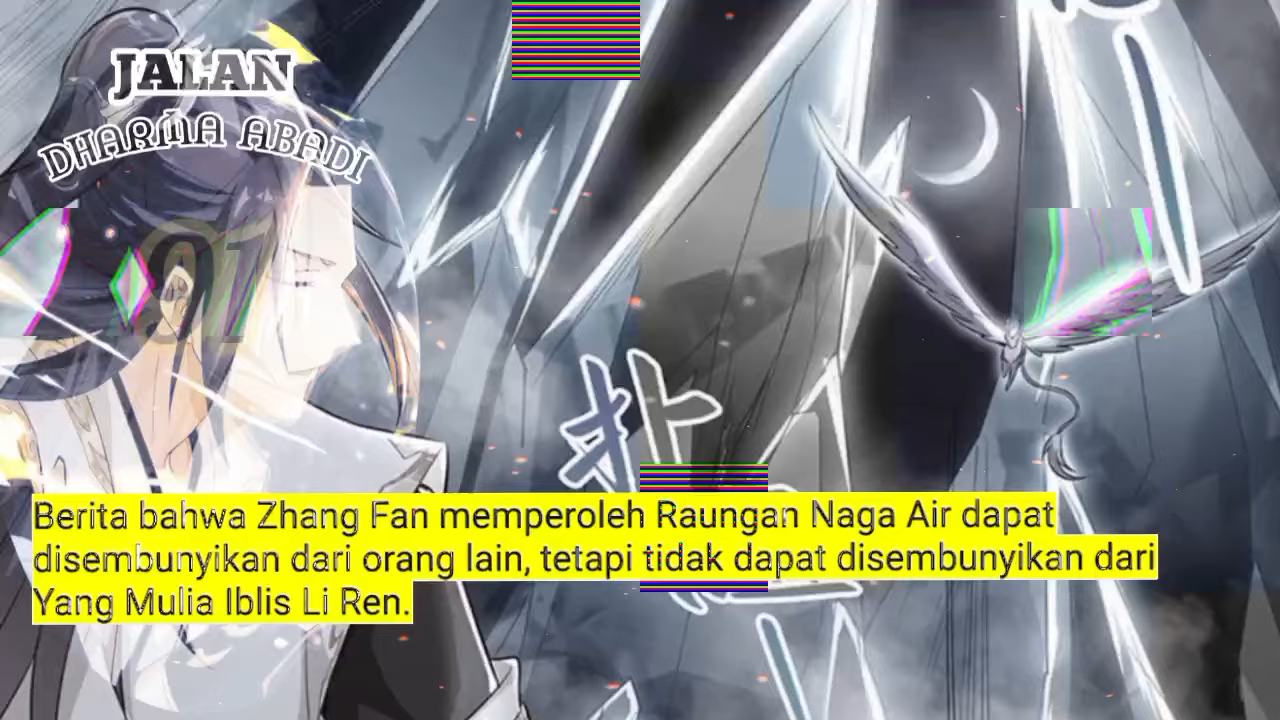 JALAN
DHARMA ABADI
91
Berita bahwa Zhang Fan memperoleh Raungan Naga Air dapat
disembunyikan dari orang lain, tetapi tidak dapat disembunyikan dari
Yang Mulia Iblis Li Ren.